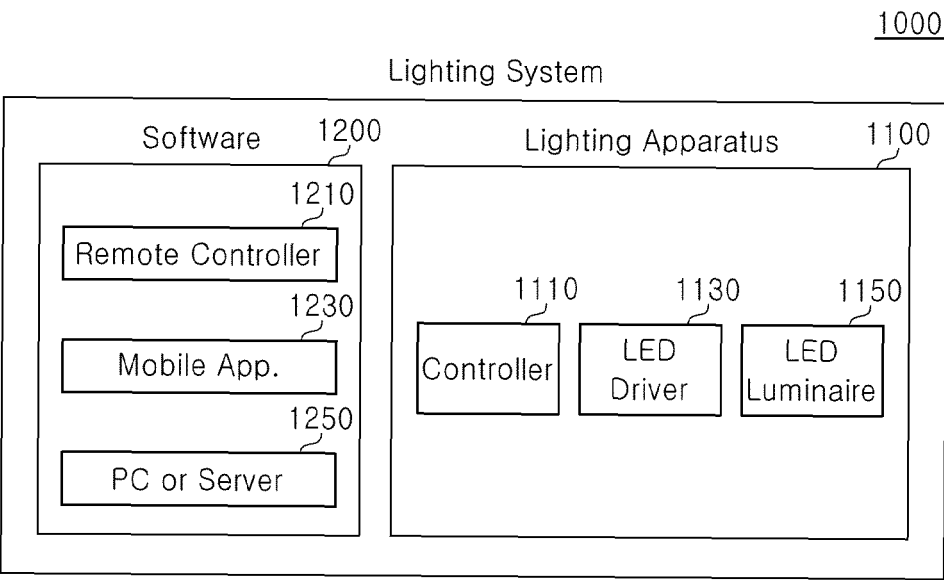 1000
Lighting System
Software
1200
1210
Remote Controller
1230
Mobile App.
1250
PC or Server
Lighting Apparatus
1100
1110
Controller
1130
LED
Driver
1150
LED
Luminaire